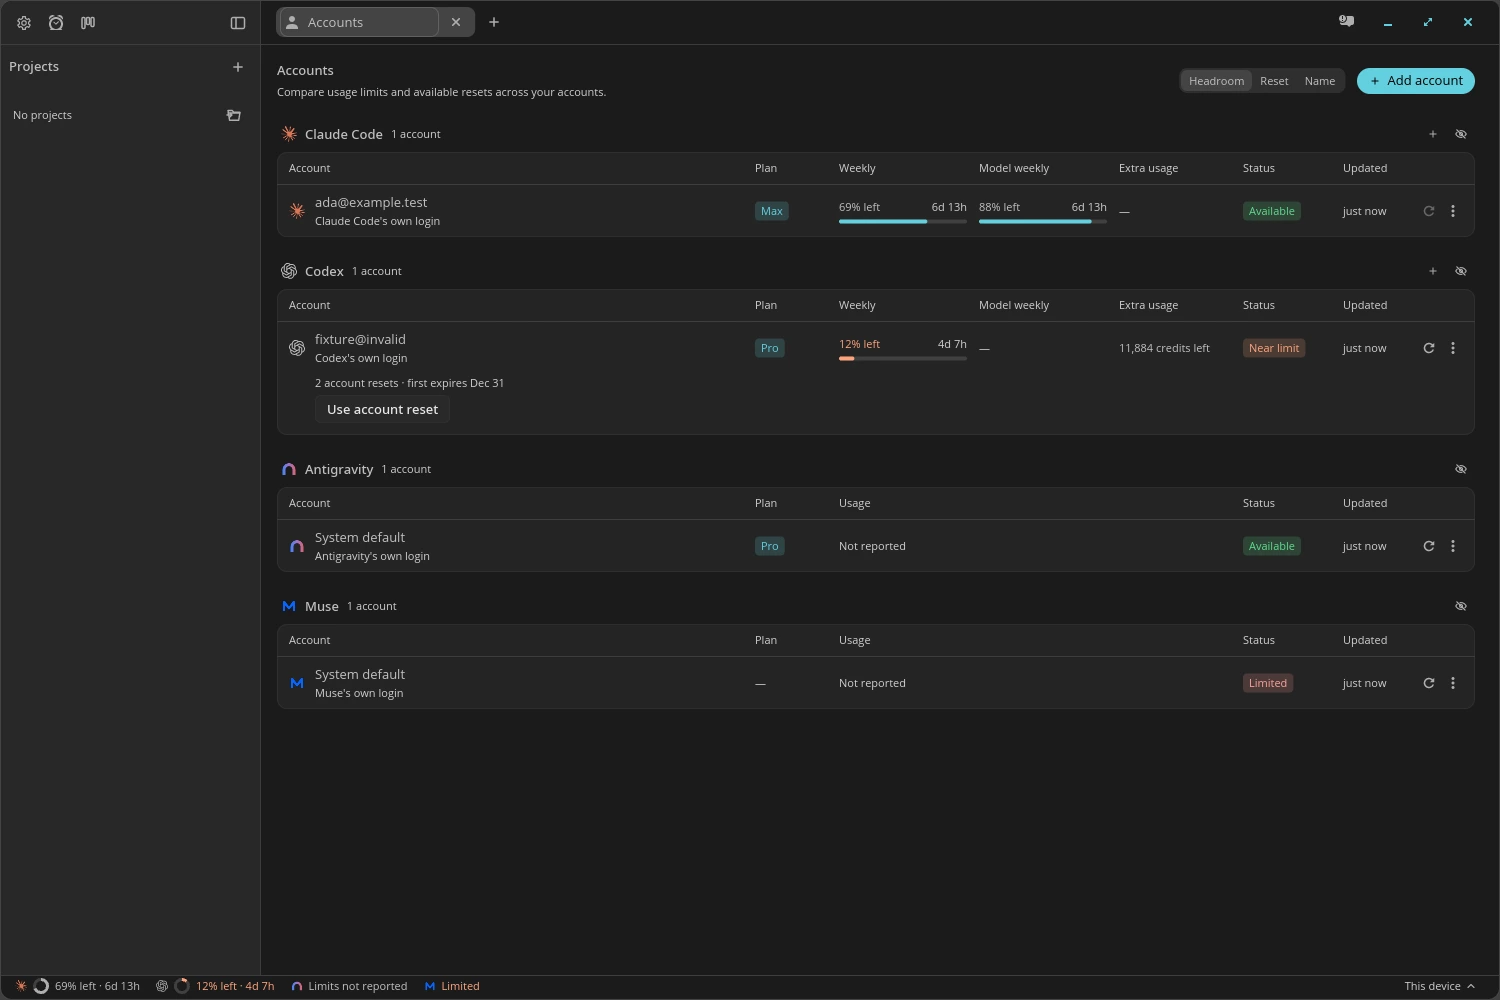 Accounts
Projects
No projects
Accounts
Compare usage limits and available resets across your accounts.
Headroom Reset Name
+ Add account
Claude Code 1 account
Account Plan Weekly Model weekly Extra usage Status Updated
ada@example.test
Claude Code's own login
Max
69% left 6d 13h
88% left 6d 13h
—
Available
just now
Codex 1 account
Account Plan Weekly Model weekly Extra usage Status Updated
fixture@invalid
Codex's own login
Pro
12% left 4d 7h
—
11,884 credits left
Near limit
just now
2 account resets · first expires Dec 31
Use account reset
Antigravity 1 account
Account Plan Usage Status Updated
System default
Antigravity's own login
Pro
Not reported
Available
just now
Muse 1 account
Account Plan Usage Status Updated
System default
Muse's own login
—
Not reported
Limited
just now
69% left · 6d 13h 12% left · 4d 7h Limits not reported Limited This device